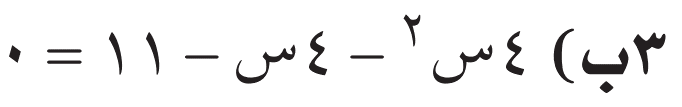 ٣ب) ٤س٢ − ٤س − ١١ = ٠